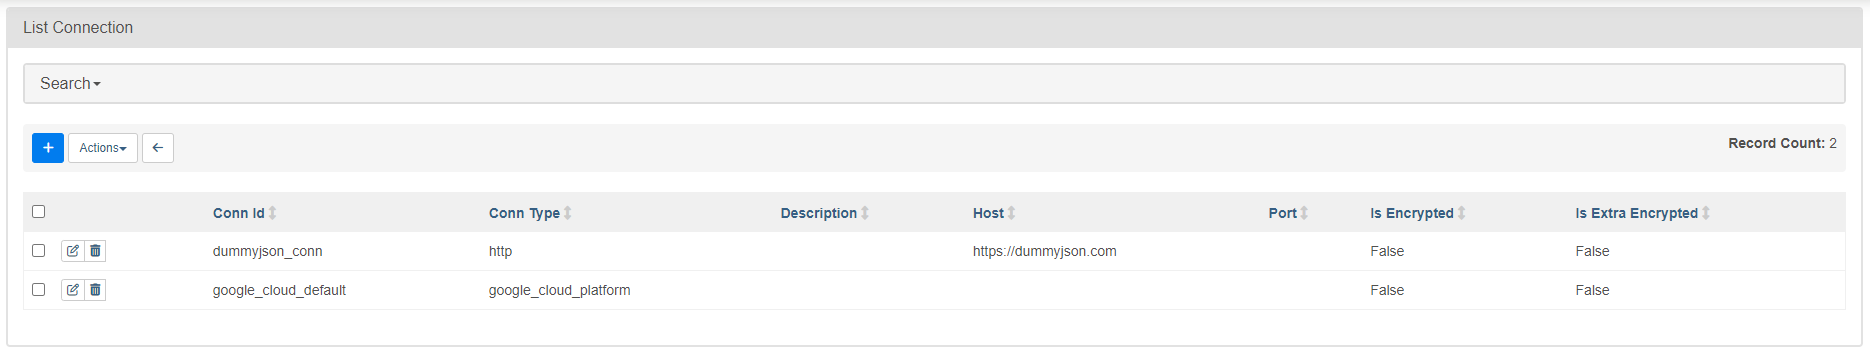 List Connection
Search
+ Actions Record Count: 2
Conn Id Conn Type Description Host Port Is Encrypted Is Extra Encrypted
dummyjson_conn http https://dummyjson.com False False
google_cloud_default google_cloud_platform False False